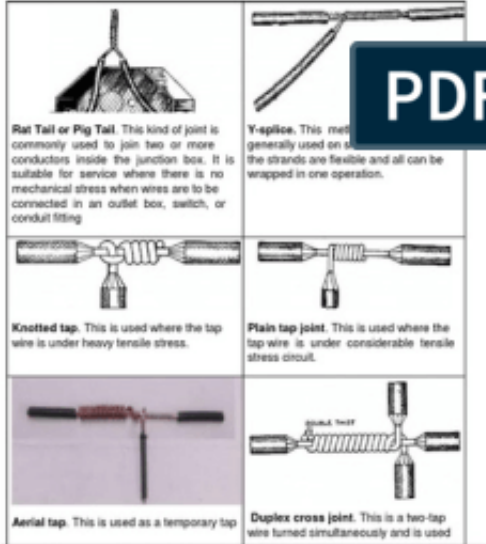 PDF
Rat Tail or Pig Tail. This kind of joint is
commonly used to join two or more
conductors inside the junction box. It is
suitable for service where there is no
mechanical stress when wires are to be
connected in an outlet box, switch, or
conduit fitting
Y-splice. This
generally used on
the strands are flexible and all can be
wrapped in one operation.
Knotted tap. This is used where the tap
wire is under heavy tensile stress.
Plain tap joint. This is used where the
tap wire is under considerable tensile
stress circuit.
Aerial tap. This is used as a temporary tap
DOUBLE TWIST
Duplex cross joint. This is a two-tap
wire turned simultaneously and is used